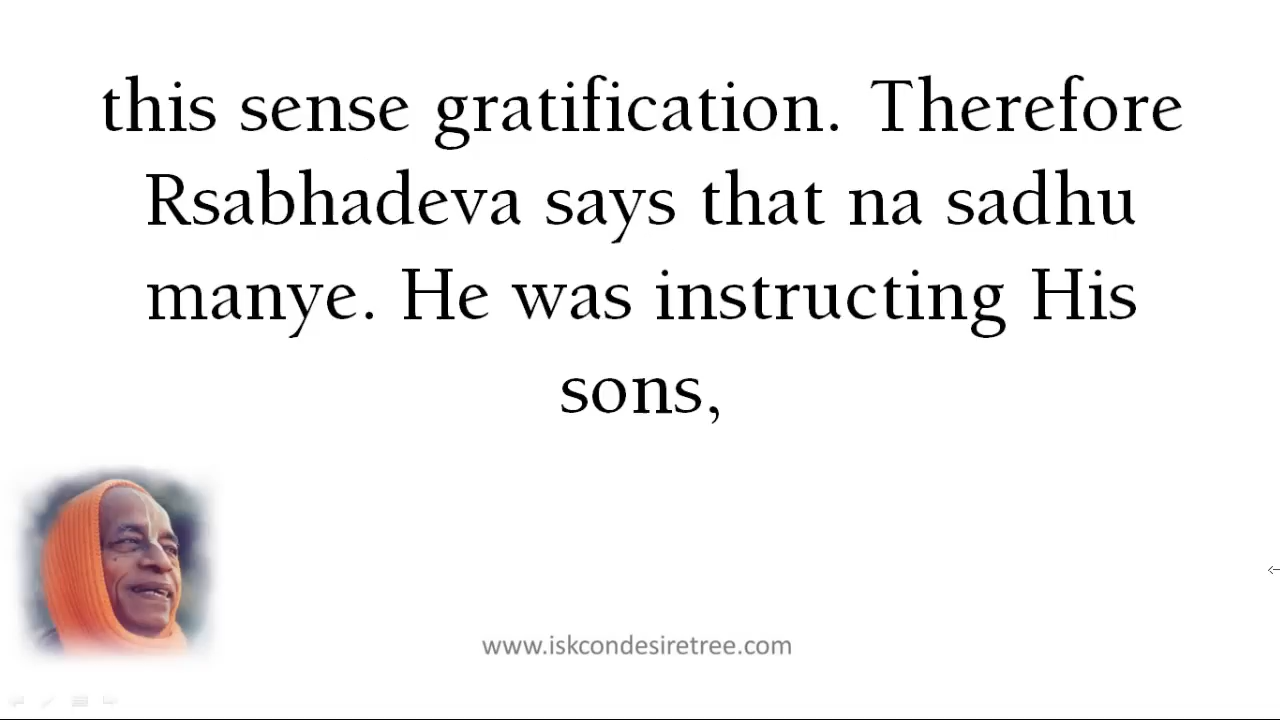 this sense gratification. Therefore
Rsabhadeva says that na sadhu
manye. He was instructing His
sons,
www.iskcondesiretree.com